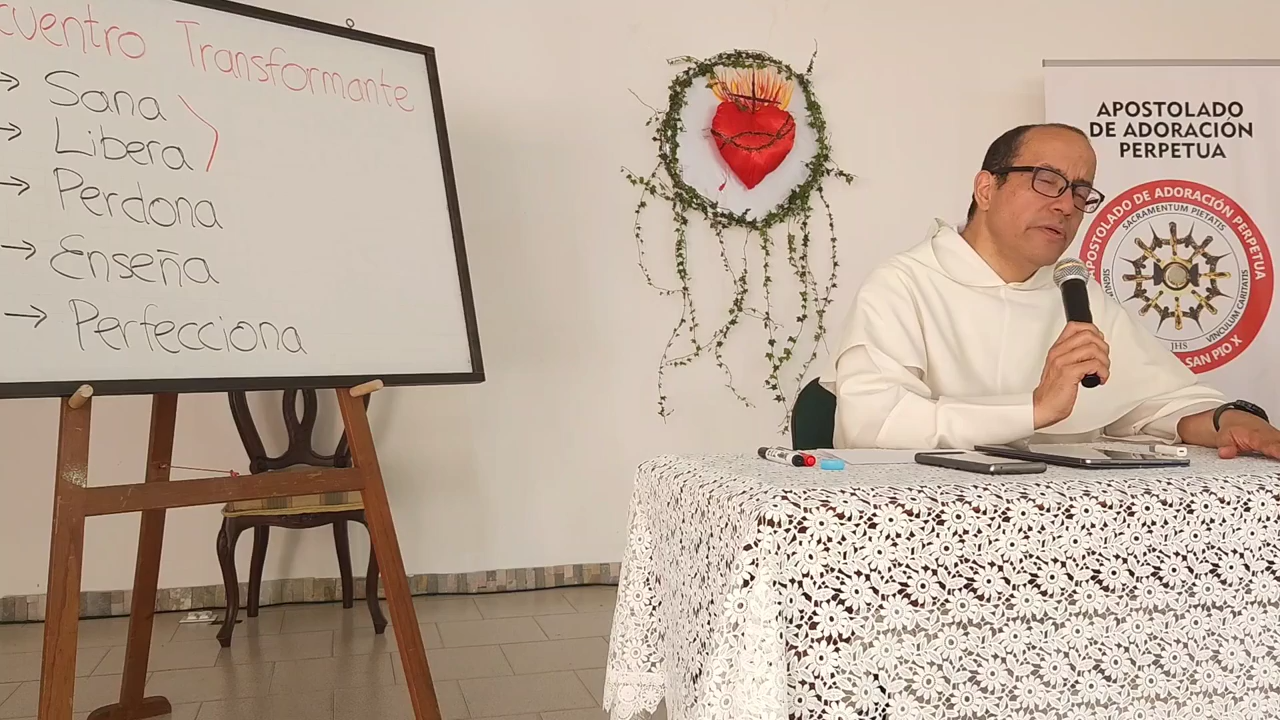 cuentro Transformante
→ Sana
→ Libera
→ Perdona
→ Enseña
→ Perfecciona
APOSTOLADO
DE ADORACIÓN
PERPETUA
APOSTOLADO DE ADORACIÓN PERPETUA
SACRAMENTUM PIETATIS
VINCULUM CARITATIS
JHS
SAN PIO X